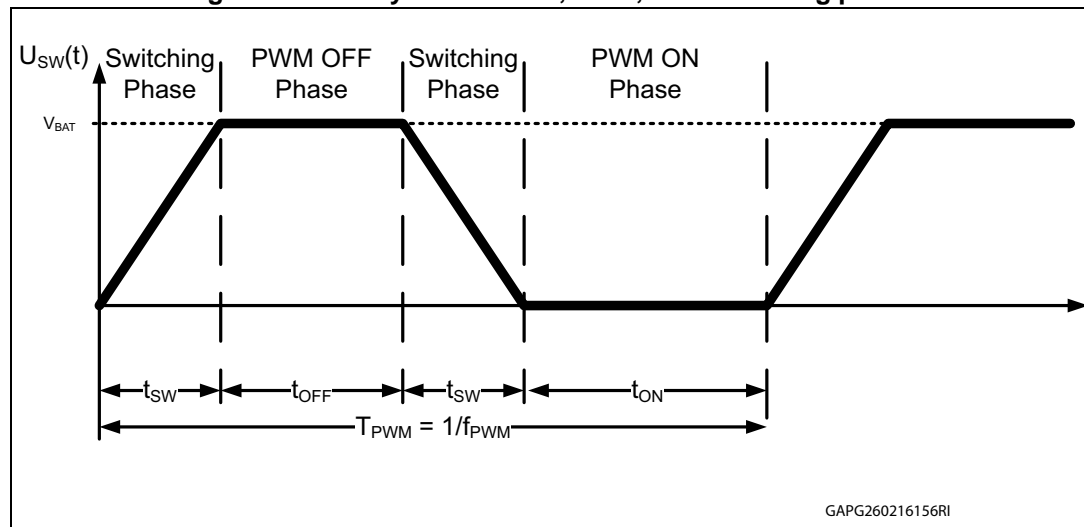 U_SW(t)
Switching Phase
PWM OFF Phase
Switching Phase
PWM ON Phase
V_BAT
t_SW
t_OFF
t_SW
t_ON
T_PWM = 1/f_PWM
GAPG260216156RI